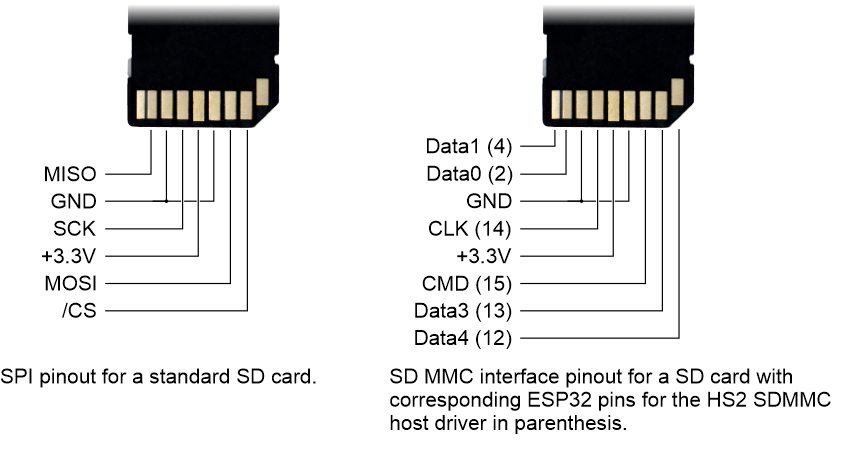 MISO
GND
SCK
+3.3V
MOSI
/CS
SPI pinout for a standard SD card.
Data1 (4)
Data0 (2)
GND
CLK (14)
+3.3V
CMD (15)
Data3 (13)
Data4 (12)
SD MMC interface pinout for a SD card with
corresponding ESP32 pins for the HS2 SDMMC
host driver in parenthesis.